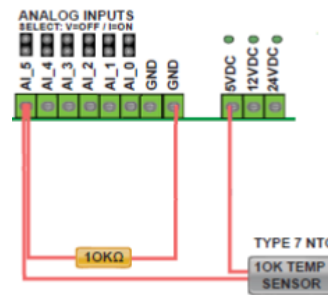 ANALOG INPUTS
SELECT: V=OFF / I=ON
AI_5
AI_4
AI_3
AI_2
AI_1
AI_0
GND
GND
5VDC
12VDC
24VDC
10KΩ
TYPE 7 NTC
10K TEMP
SENSOR